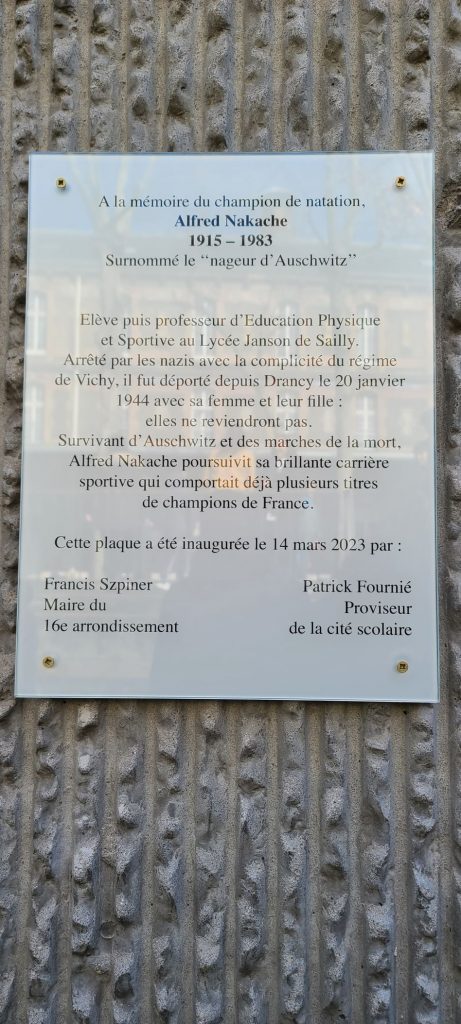 A la mémoire du champion de natation,
Alfred Nakache
1915 – 1983
Surnommé le “nageur d’Auschwitz”
Elève puis professeur d’Education Physique
et Sportive au Lycée Janson de Sailly.
Arrêté par les nazis avec la complicité du régime
de Vichy, il fut déporté depuis Drancy le 20 janvier
1944 avec sa femme et leur fille :
elles ne reviendront pas.
Survivant d’Auschwitz et des marches de la mort,
Alfred Nakache poursuivit sa brillante carrière
sportive qui comportait déjà plusieurs titres
de champions de France.
Cette plaque a été inaugurée le 14 mars 2023 par :
Francis Szpiner
Maire du
16e arrondissement
Patrick Fournié
Proviseur
de la cité scolaire